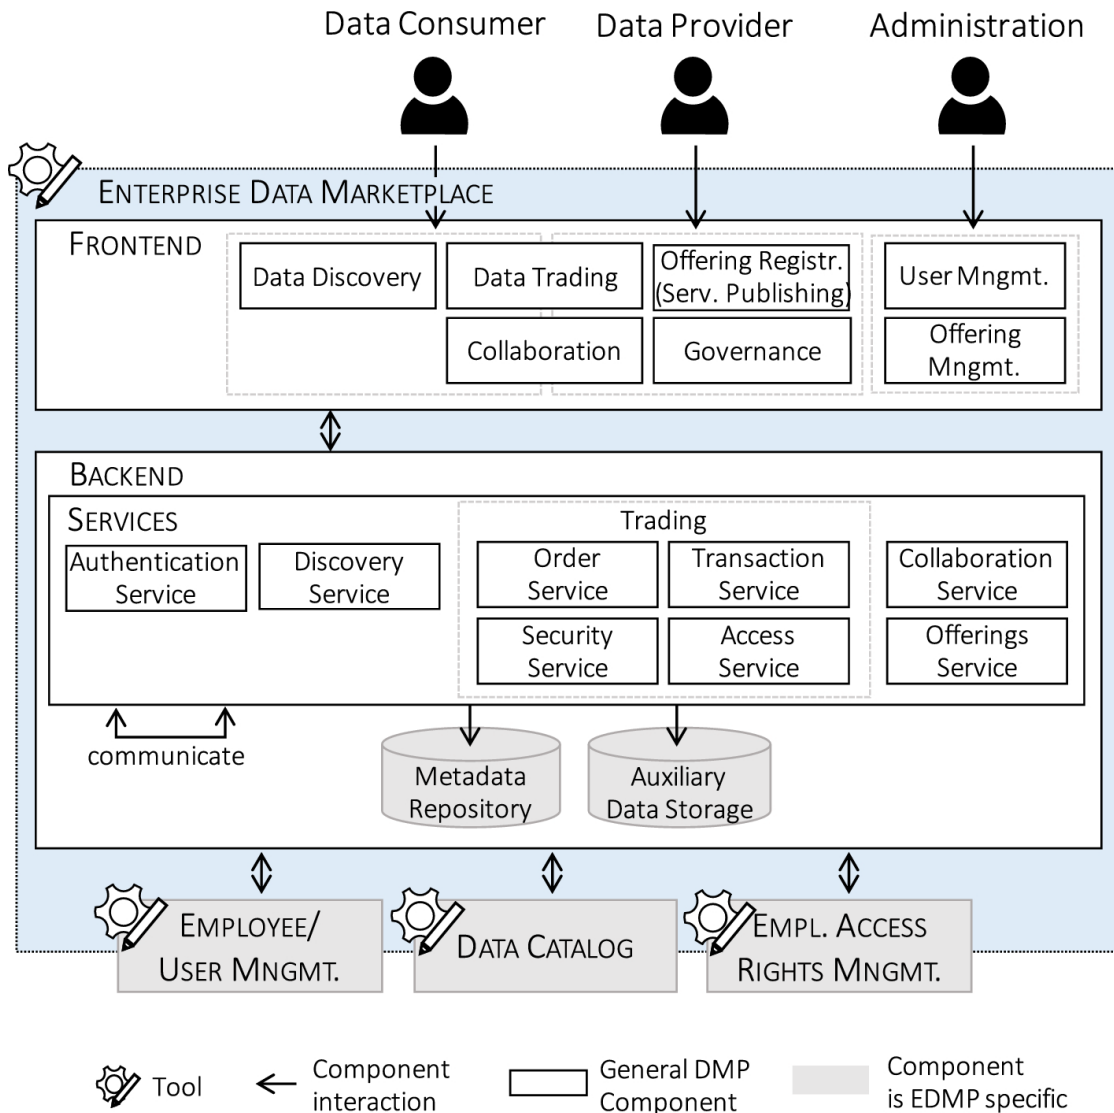 Data Consumer
Data Provider
Administration
ENTERPRISE DATA MARKETPLACE
FRONTEND
Data Discovery
Data Trading
Offering Registr.
(Serv. Publishing)
User Mngmt.
Collaboration
Governance
Offering
Mngmt.
BACKEND
SERVICES
Trading
Authentication
Service
Discovery
Service
Order
Service
Transaction
Service
Collaboration
Service
Security
Service
Access
Service
Offerings
Service
communicate
Metadata
Repository
Auxiliary
Data Storage
EMPLOYEE/
USER MNGMT.
DATA CATALOG
EMPL. ACCESS
RIGHTS MNGMT.
Tool
Component
interaction
General DMP
Component
Component
is EDMP specific